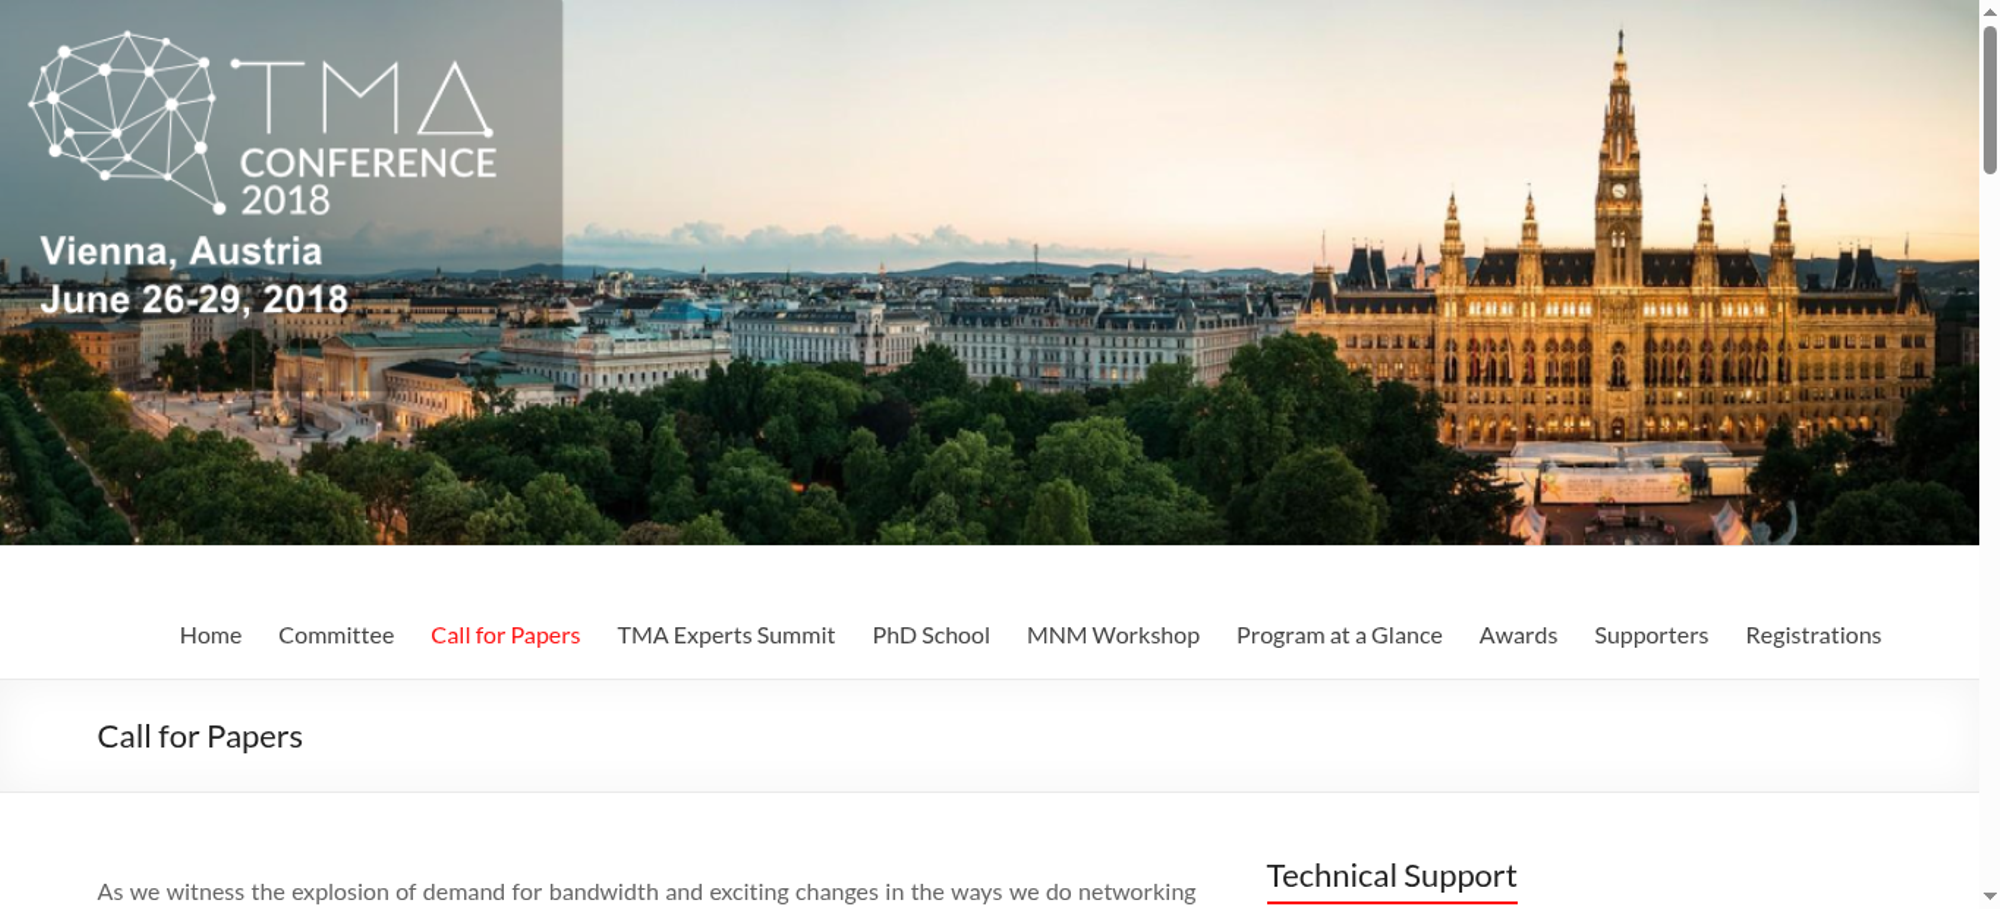 TMA
CONFERENCE
2018
Vienna, Austria
June 26-29, 2018
Home Committee Call for Papers TMA Experts Summit PhD School MNM Workshop Program at a Glance Awards Supporters Registrations
Call for Papers
As we witness the explosion of demand for bandwidth and exciting changes in the ways we do networking
Technical Support